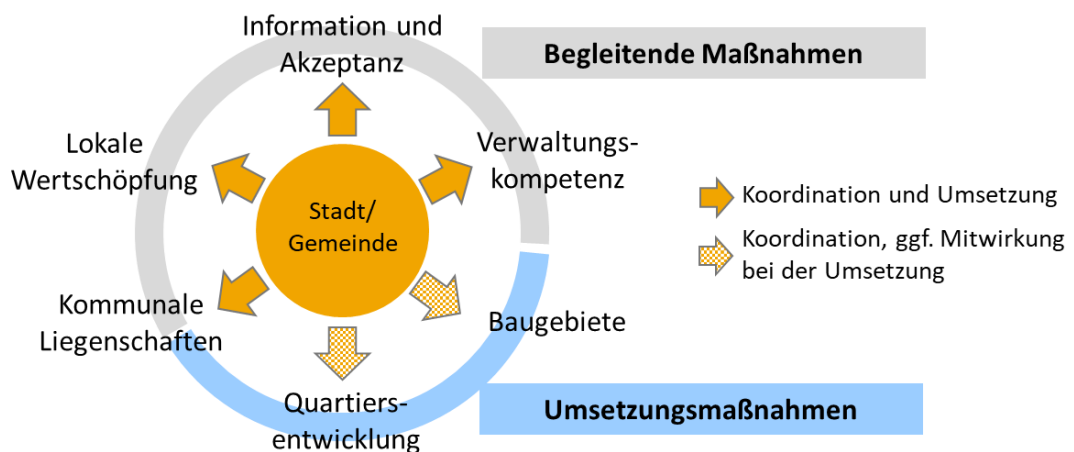 Information und
Akzeptanz
Begleitende Maßnahmen
Lokale
Wertschöpfung
Verwaltungs-
kompetenz
Stadt/
Gemeinde
Koordination und Umsetzung
Koordination, ggf. Mitwirkung
bei der Umsetzung
Kommunale
Liegenschaften
Baugebiete
Quartiers-
entwicklung
Umsetzungsmaßnahmen